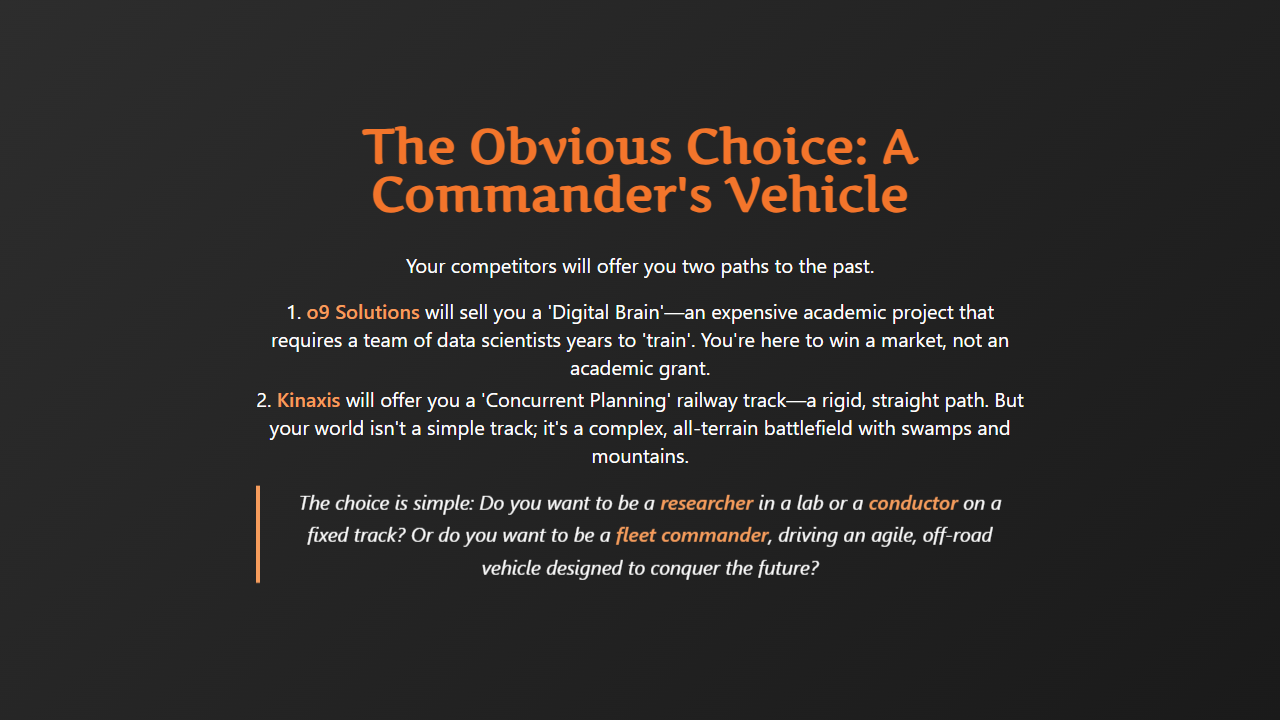 The Obvious Choice: A
Commander's Vehicle
Your competitors will offer you two paths to the past.
1. o9 Solutions will sell you a 'Digital Brain'—an expensive academic project that
requires a team of data scientists years to 'train'. You're here to win a market, not an
academic grant.
2. Kinaxis will offer you a 'Concurrent Planning' railway track—a rigid, straight path. But
your world isn't a simple track; it's a complex, all-terrain battlefield with swamps and
mountains.
The choice is simple: Do you want to be a researcher in a lab or a conductor on a
fixed track? Or do you want to be a fleet commander, driving an agile, off-road
vehicle designed to conquer the future?